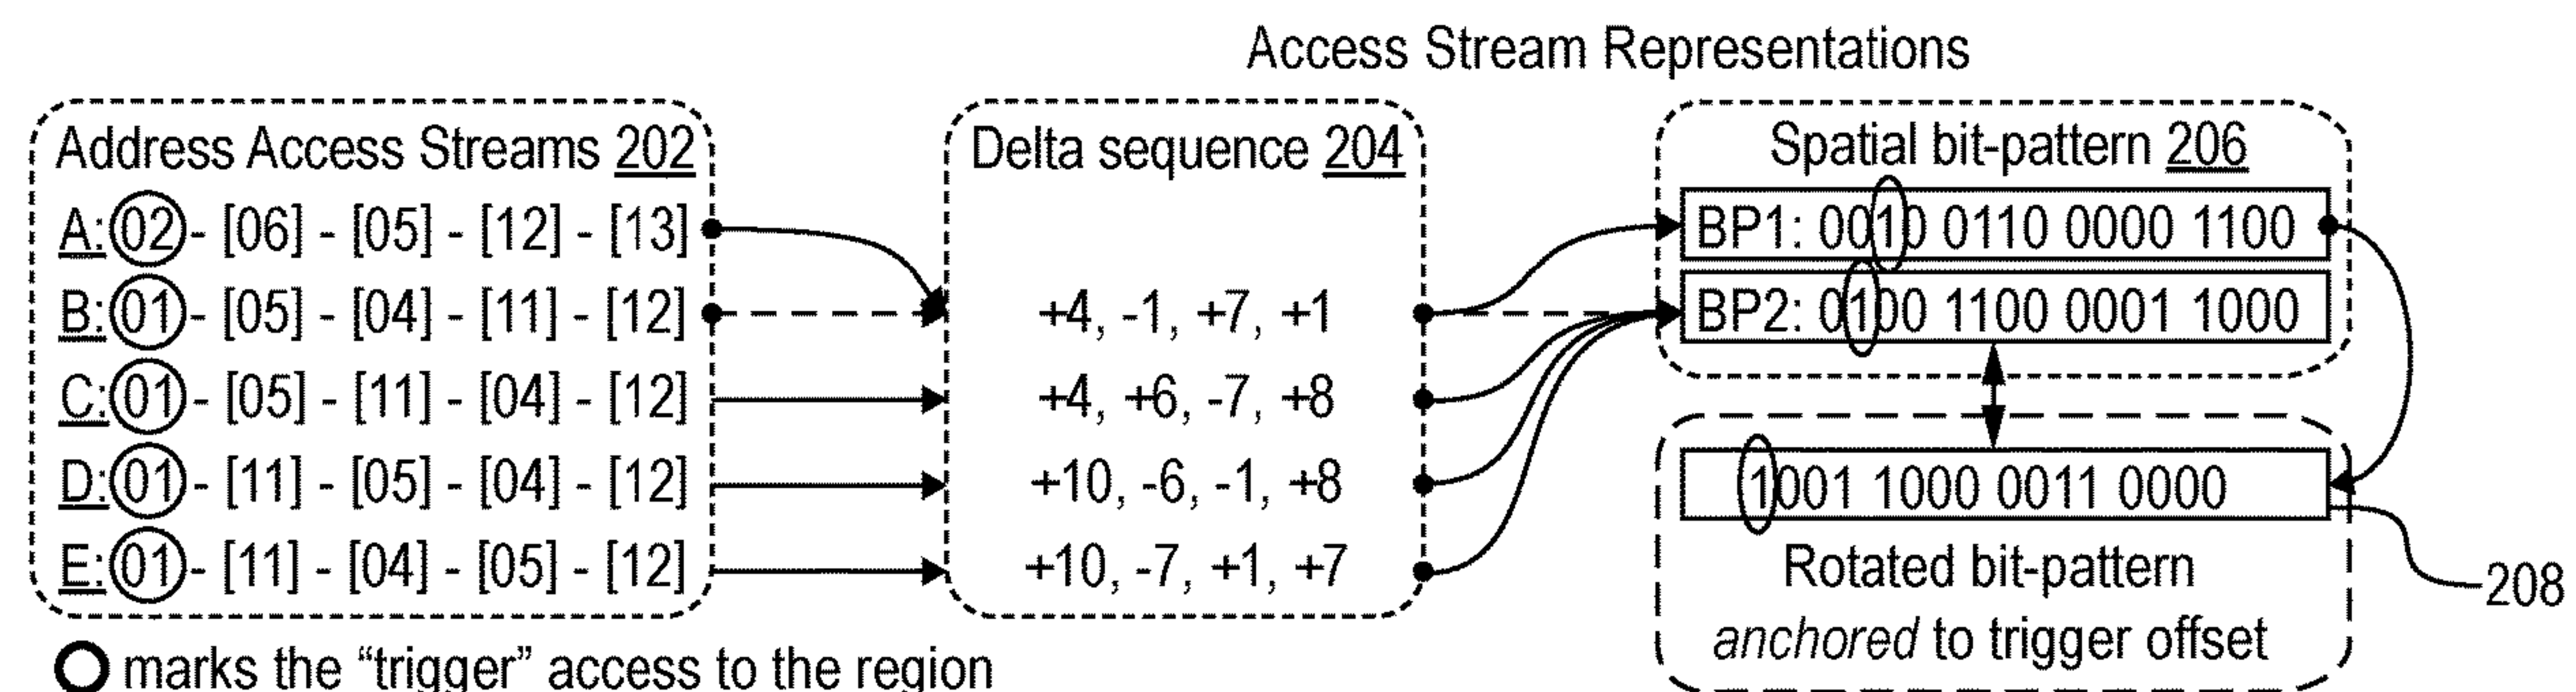 Access Stream Representations
Address Access Streams 202
A: 02 - [06] - [05] - [12] - [13]
B: 01 - [05] - [04] - [11] - [12]
C: 01 - [05] - [11] - [04] - [12]
D: 01 - [11] - [05] - [04] - [12]
E: 01 - [11] - [04] - [05] - [12]
marks the “trigger” access to the region
Delta sequence 204
+4, -1, +7, +1
+4, +6, -7, +8
+10, -6, -1, +8
+10, -7, +1, +7
Spatial bit-pattern 206
BP1: 0010 0110 0000 1100
BP2: 0100 1100 0001 1000
1001 1000 0011 0000
Rotated bit-pattern
anchored to trigger offset
208